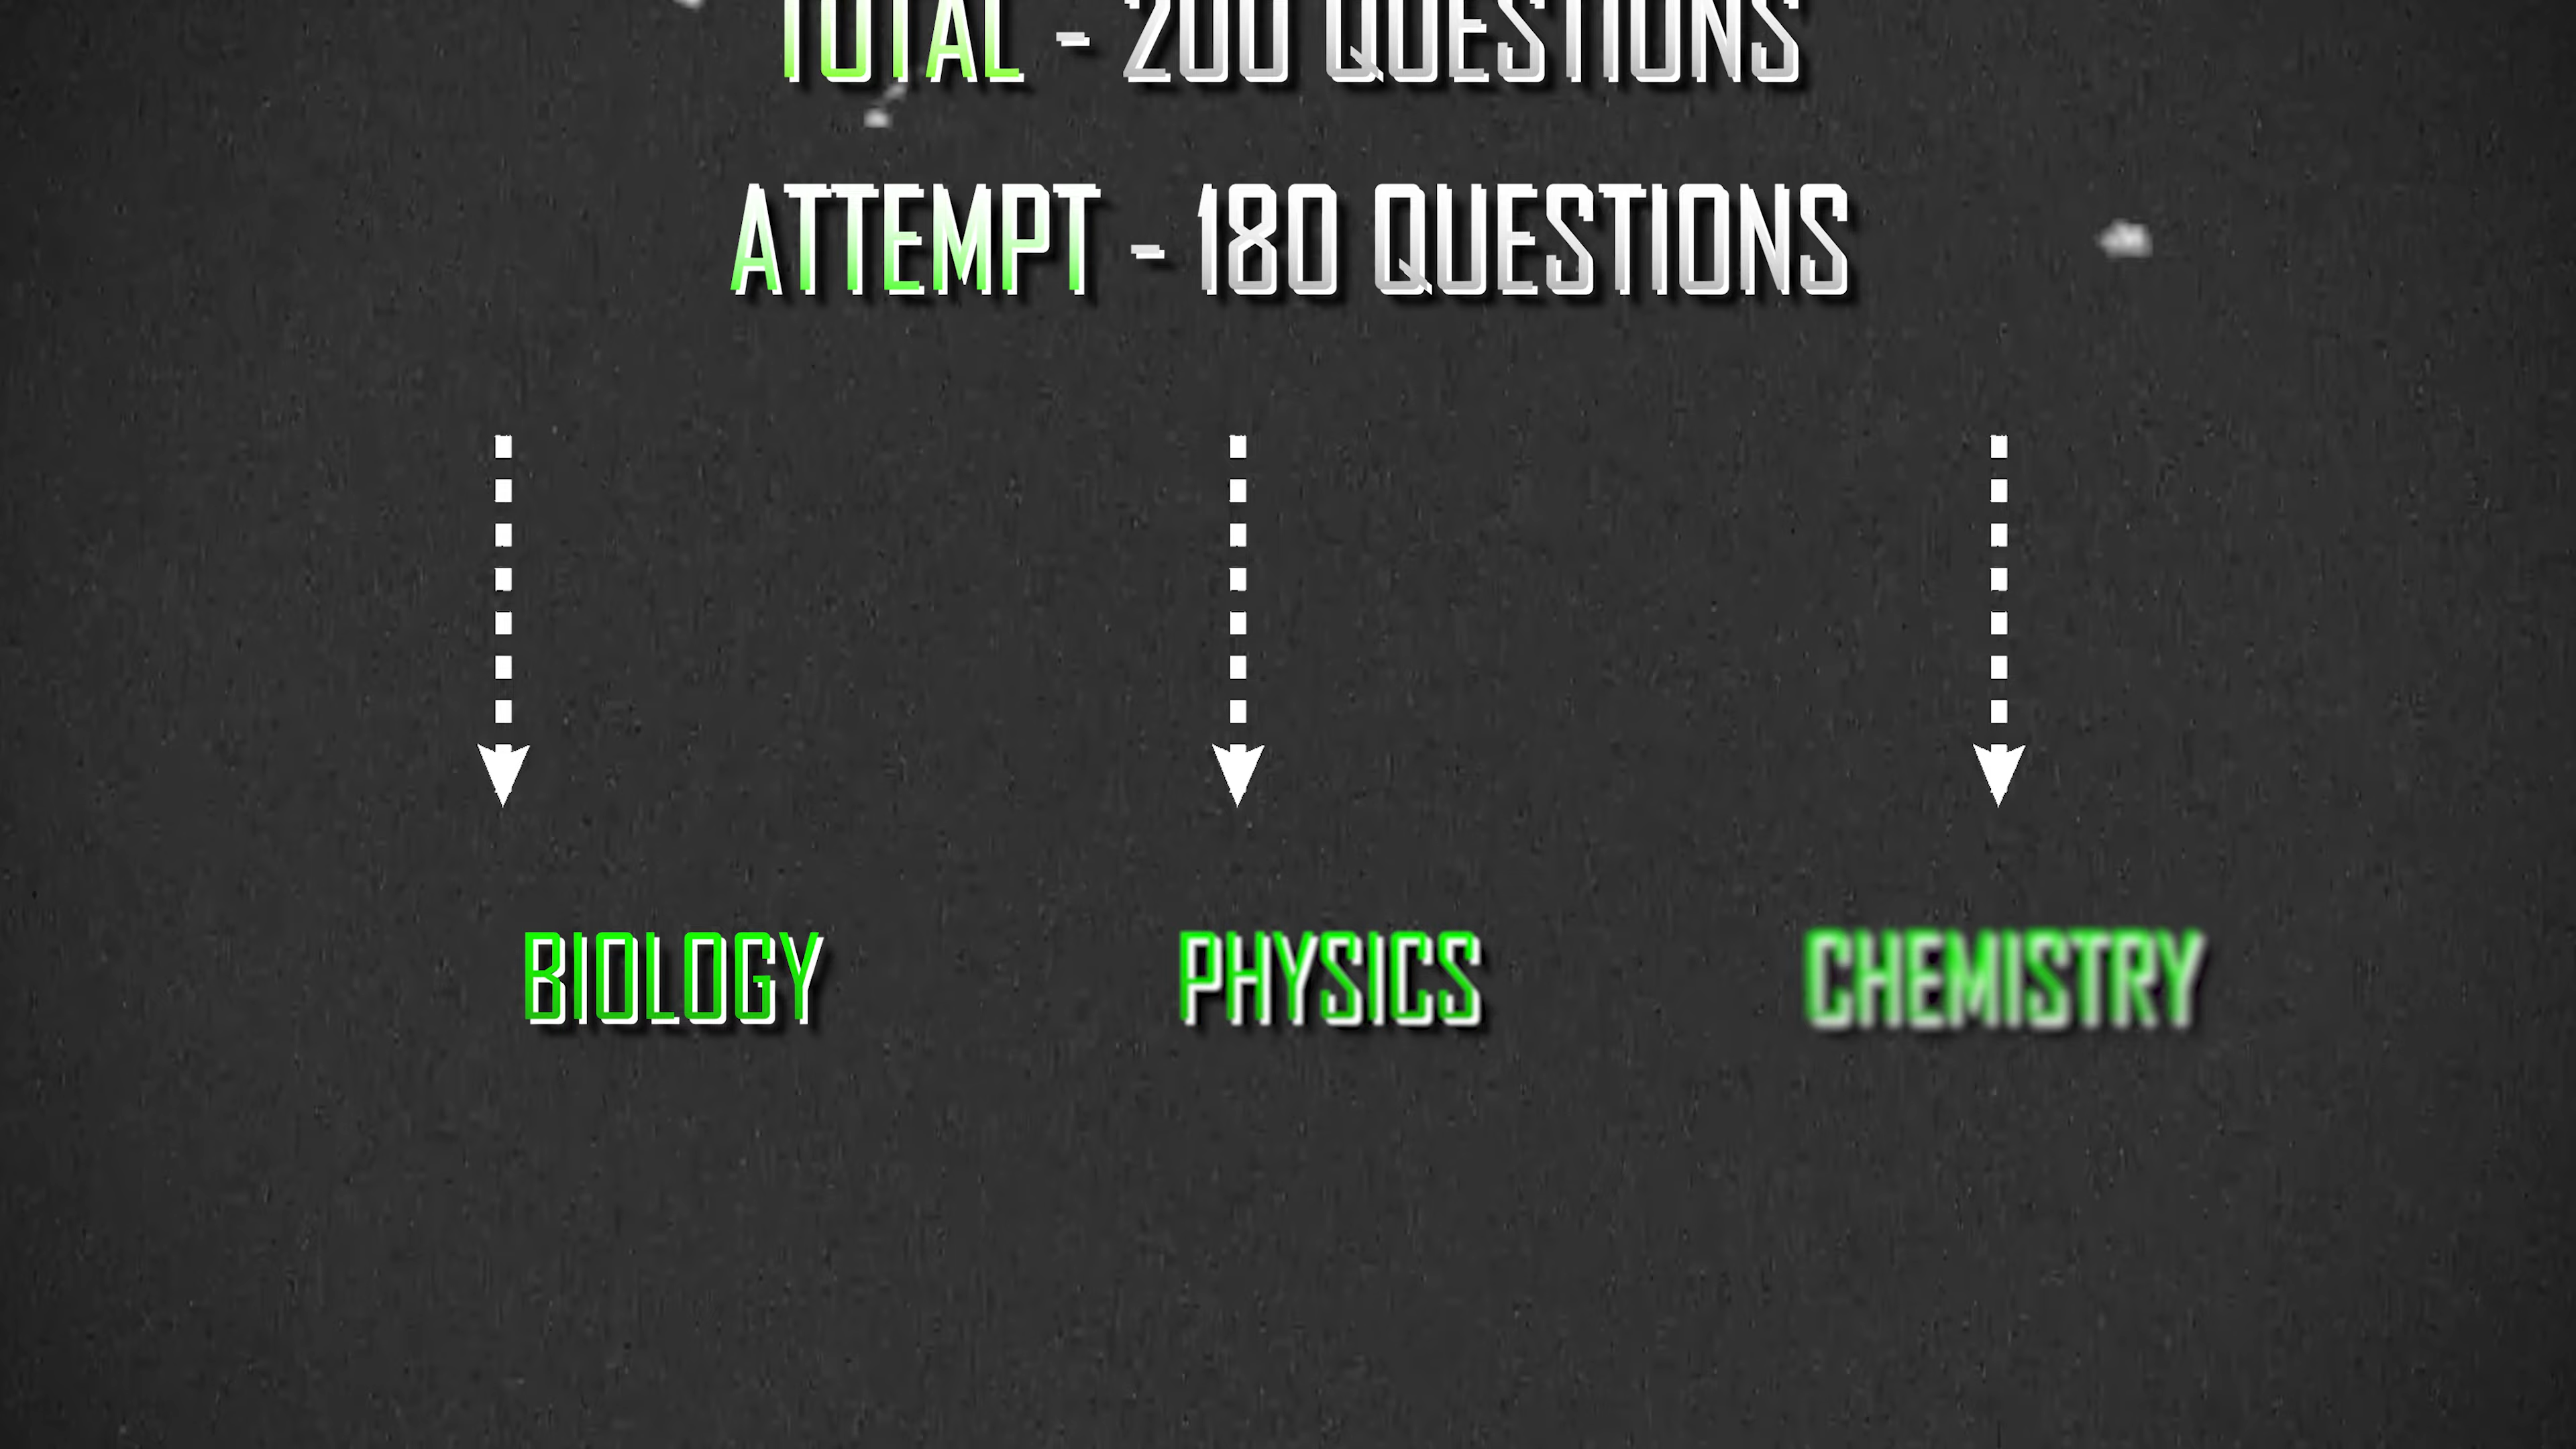 TOTAL - 200 QUESTIONS
ATTEMPT - 180 QUESTIONS
BIOLOGY PHYSICS CHEMISTRY